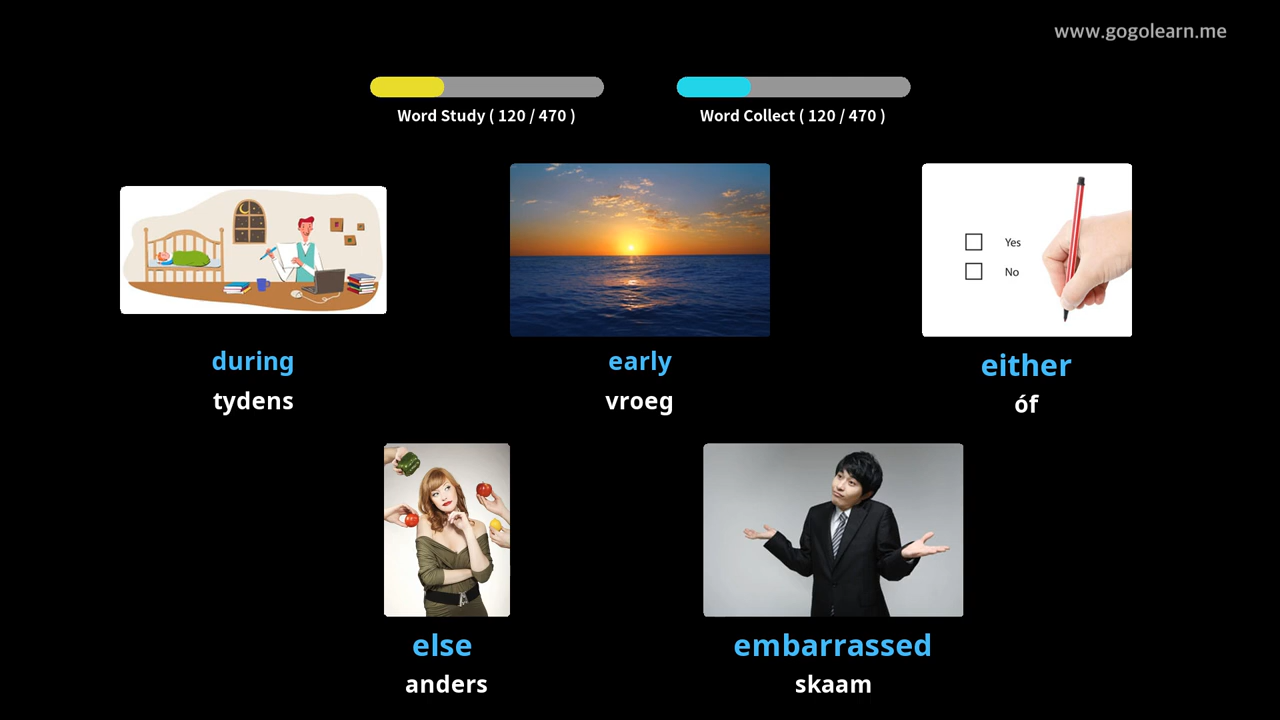 www.gogolearn.me
Word Study ( 120 / 470 )
Word Collect ( 120 / 470 )
Yes
No
during
tydens
early
vroeg
either
óf
else
anders
embarrassed
skaam